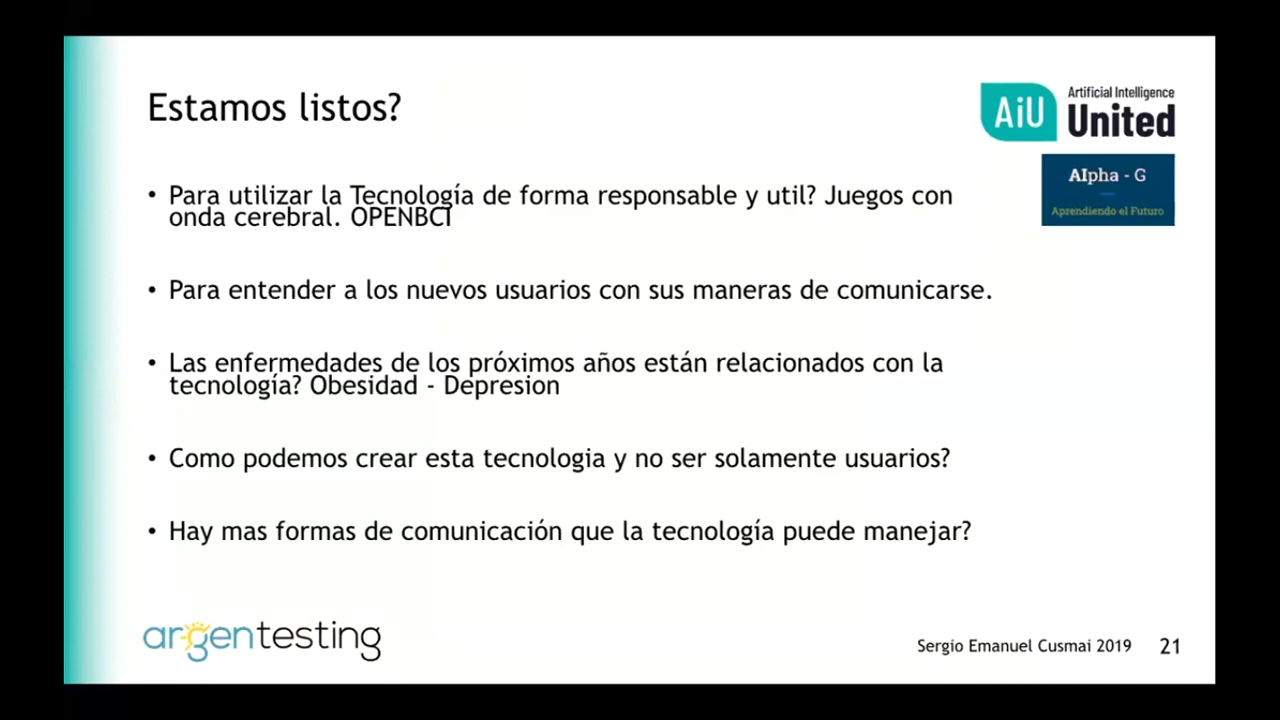 Estamos listos?
AiU
Artificial Intelligence
United
AIpha - G
Aprendiendo el Futuro
• Para utilizar la Tecnología de forma responsable y util? Juegos con
onda cerebral. OPENBCI
• Para entender a los nuevos usuarios con sus maneras de comunicarse.
• Las enfermedades de los próximos años están relacionados con la
tecnología? Obesidad - Depresion
• Como podemos crear esta tecnologia y no ser solamente usuarios?
• Hay mas formas de comunicación que la tecnología puede manejar?
argentesting
Sergio Emanuel Cusmai 2019
21